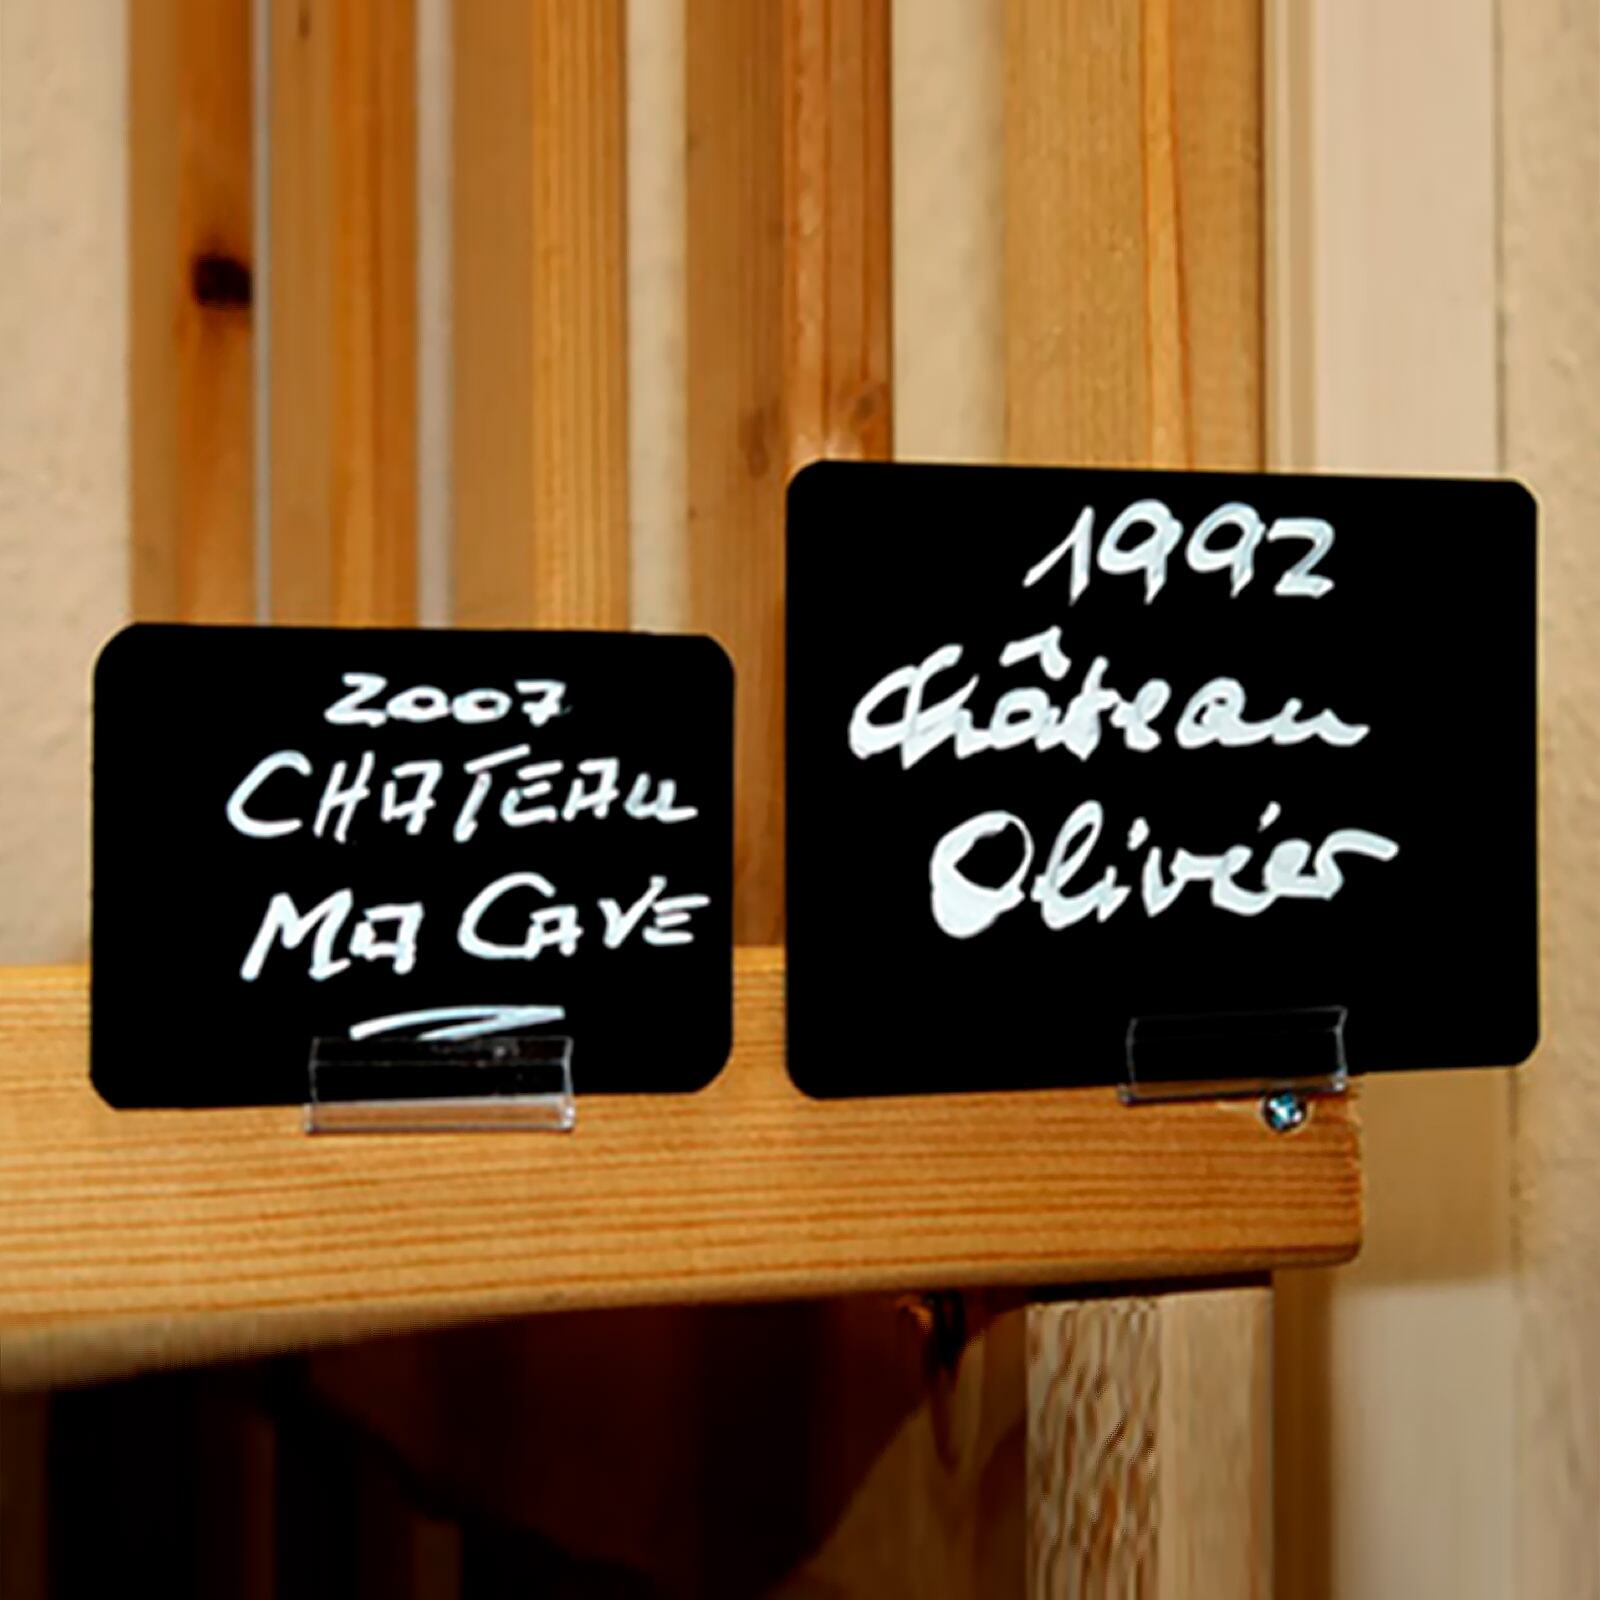 2007
CHATEAU
MA CAVE
1992
Château
Olivier